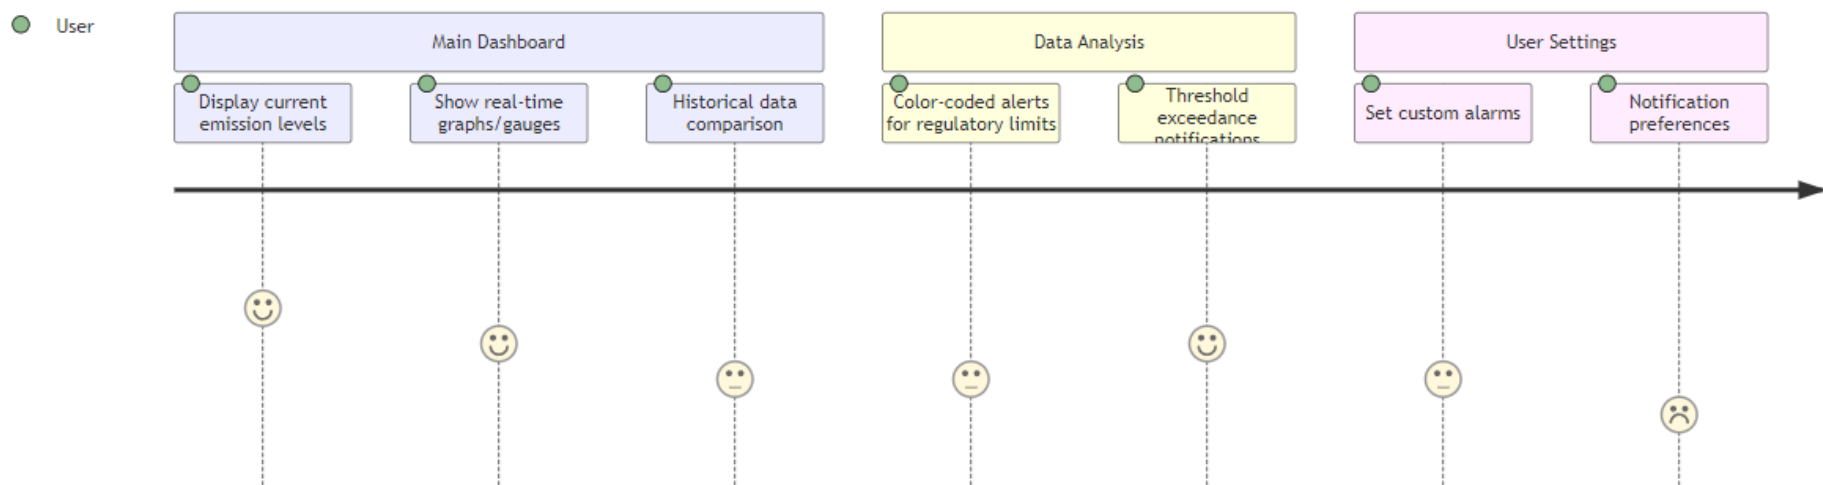 User
Main Dashboard
Data Analysis
User Settings
Display current
emission levels
Show real-time
graphs/gauges
Historical data
comparison
Color-coded alerts
for regulatory limits
Threshold
exceedance
notifications
Set custom alarms
Notification
preferences